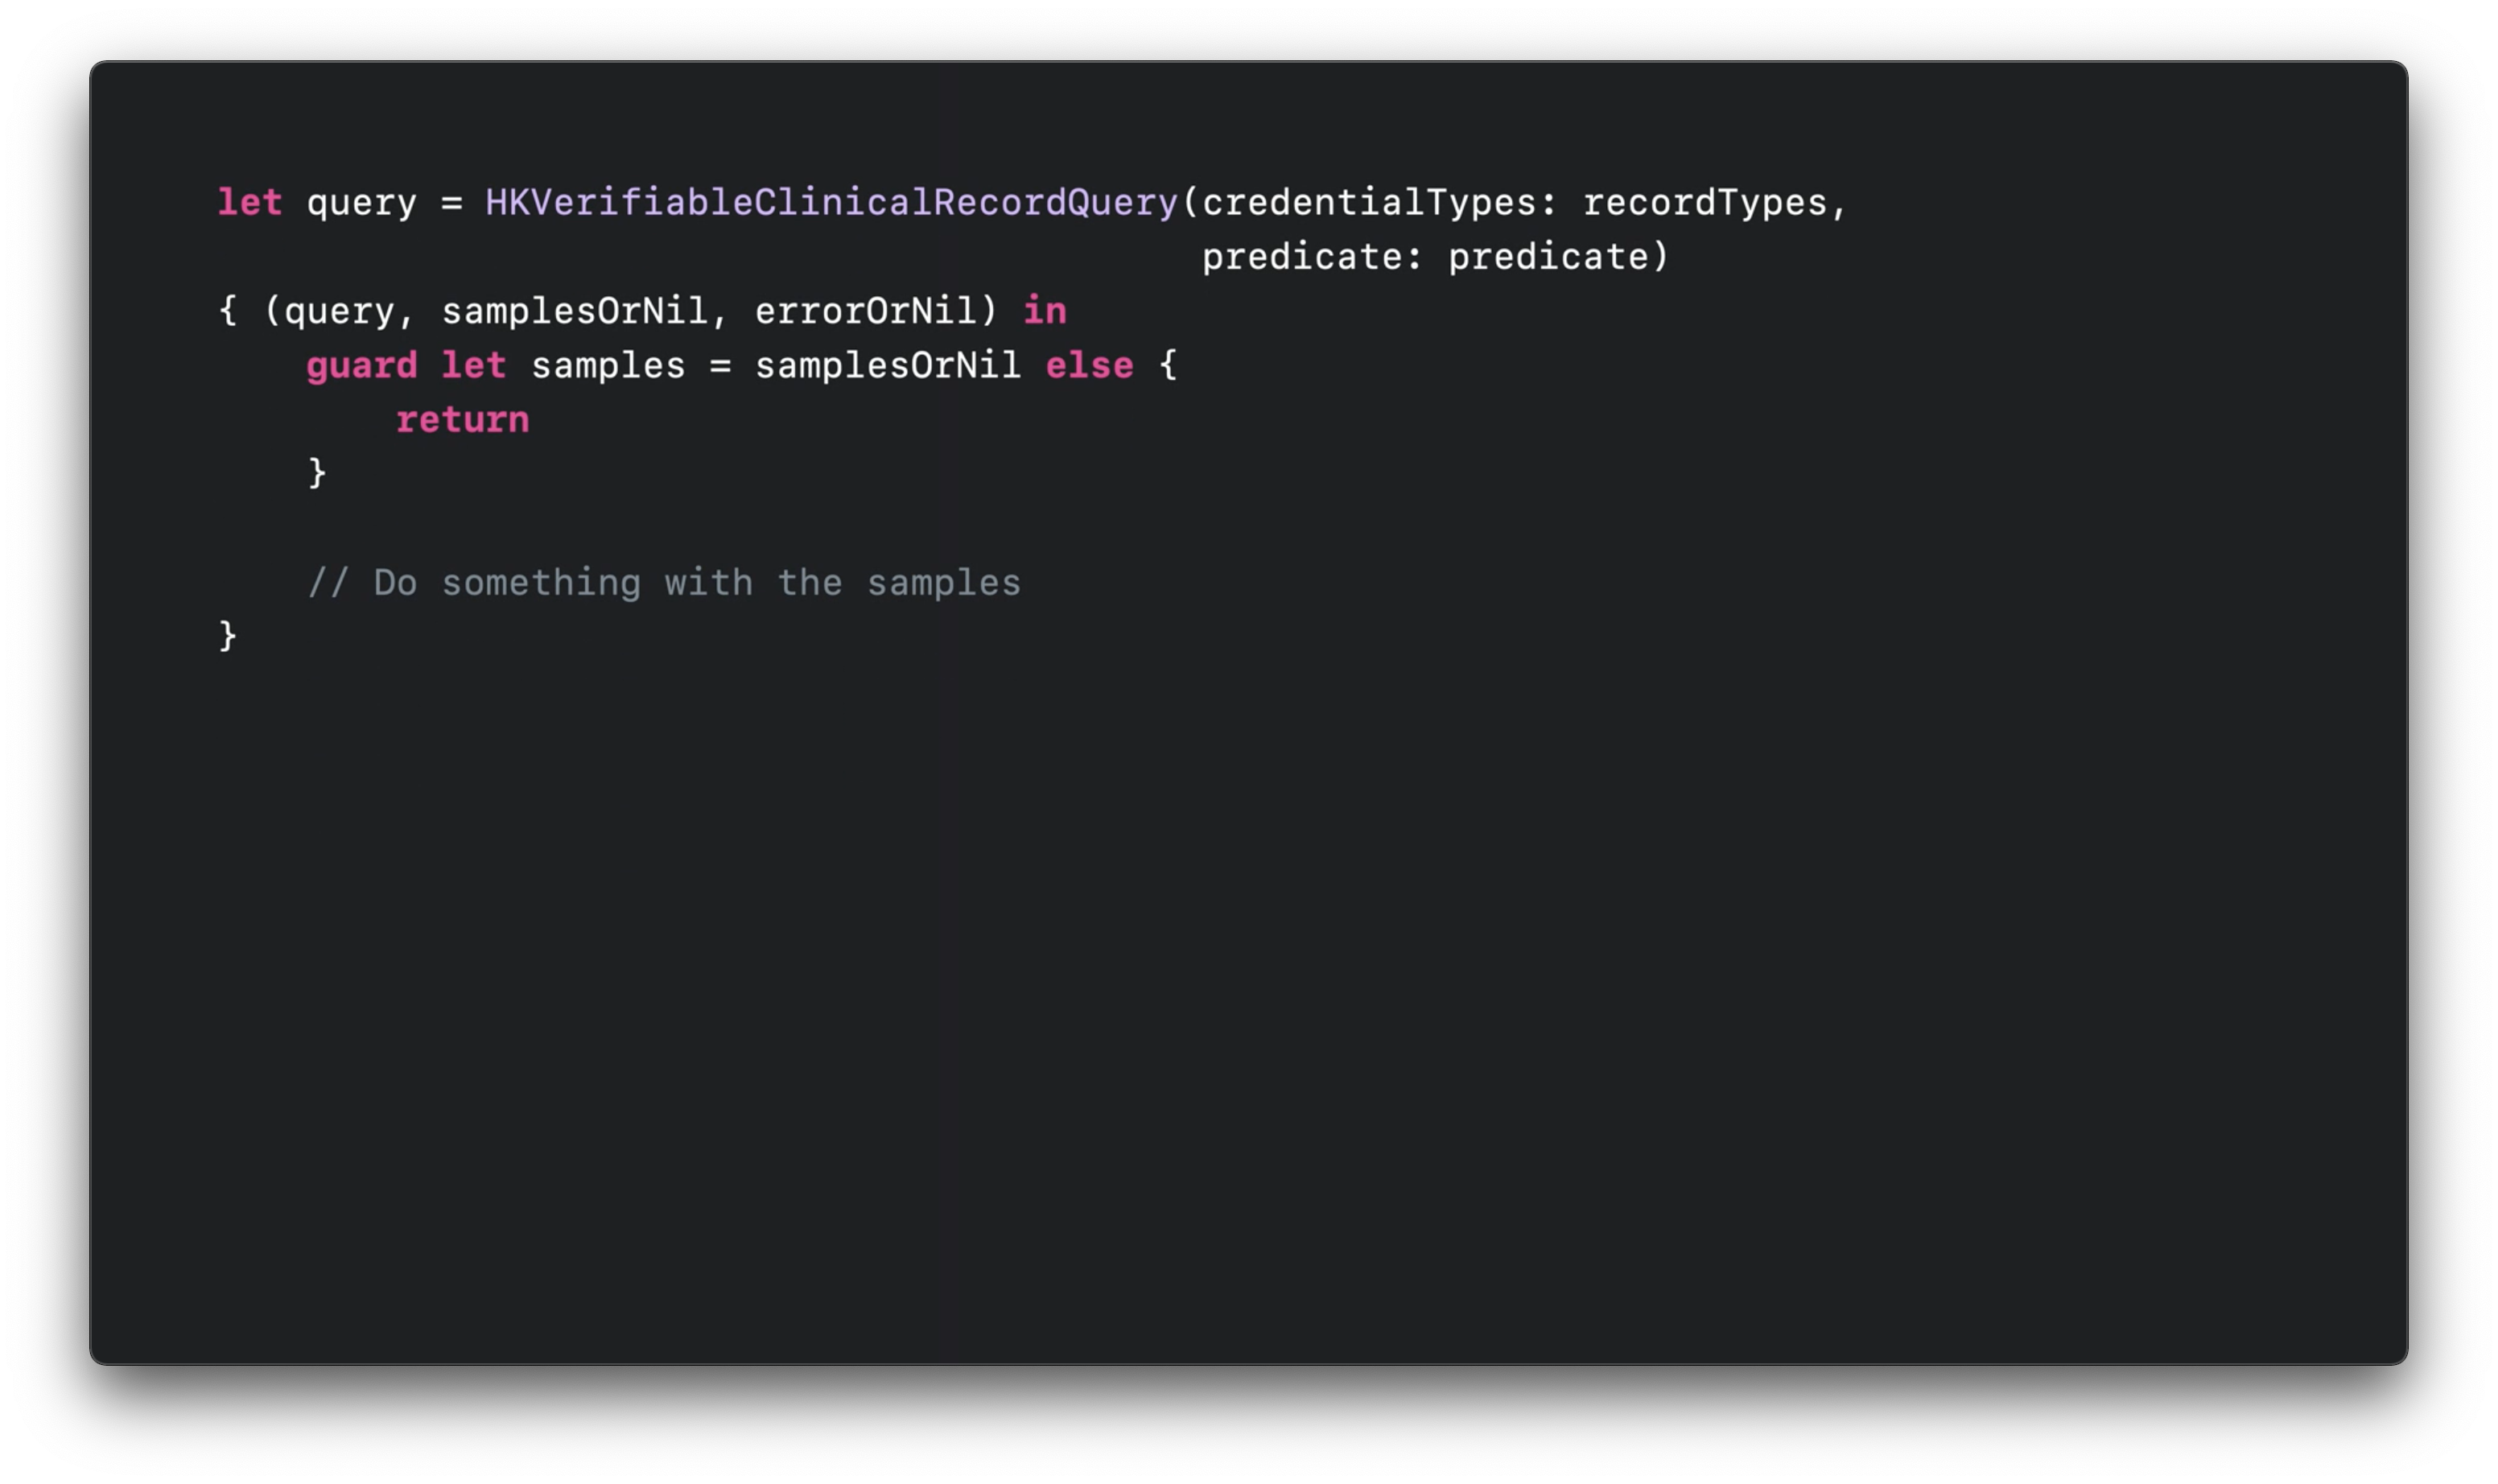 let query = HKVerifiableClinicalRecordQuery(credentialTypes: recordTypes,
                                            predicate: predicate)
{ (query, samplesOrNil, errorOrNil) in
    guard let samples = samplesOrNil else {
        return
    }

    // Do something with the samples
}